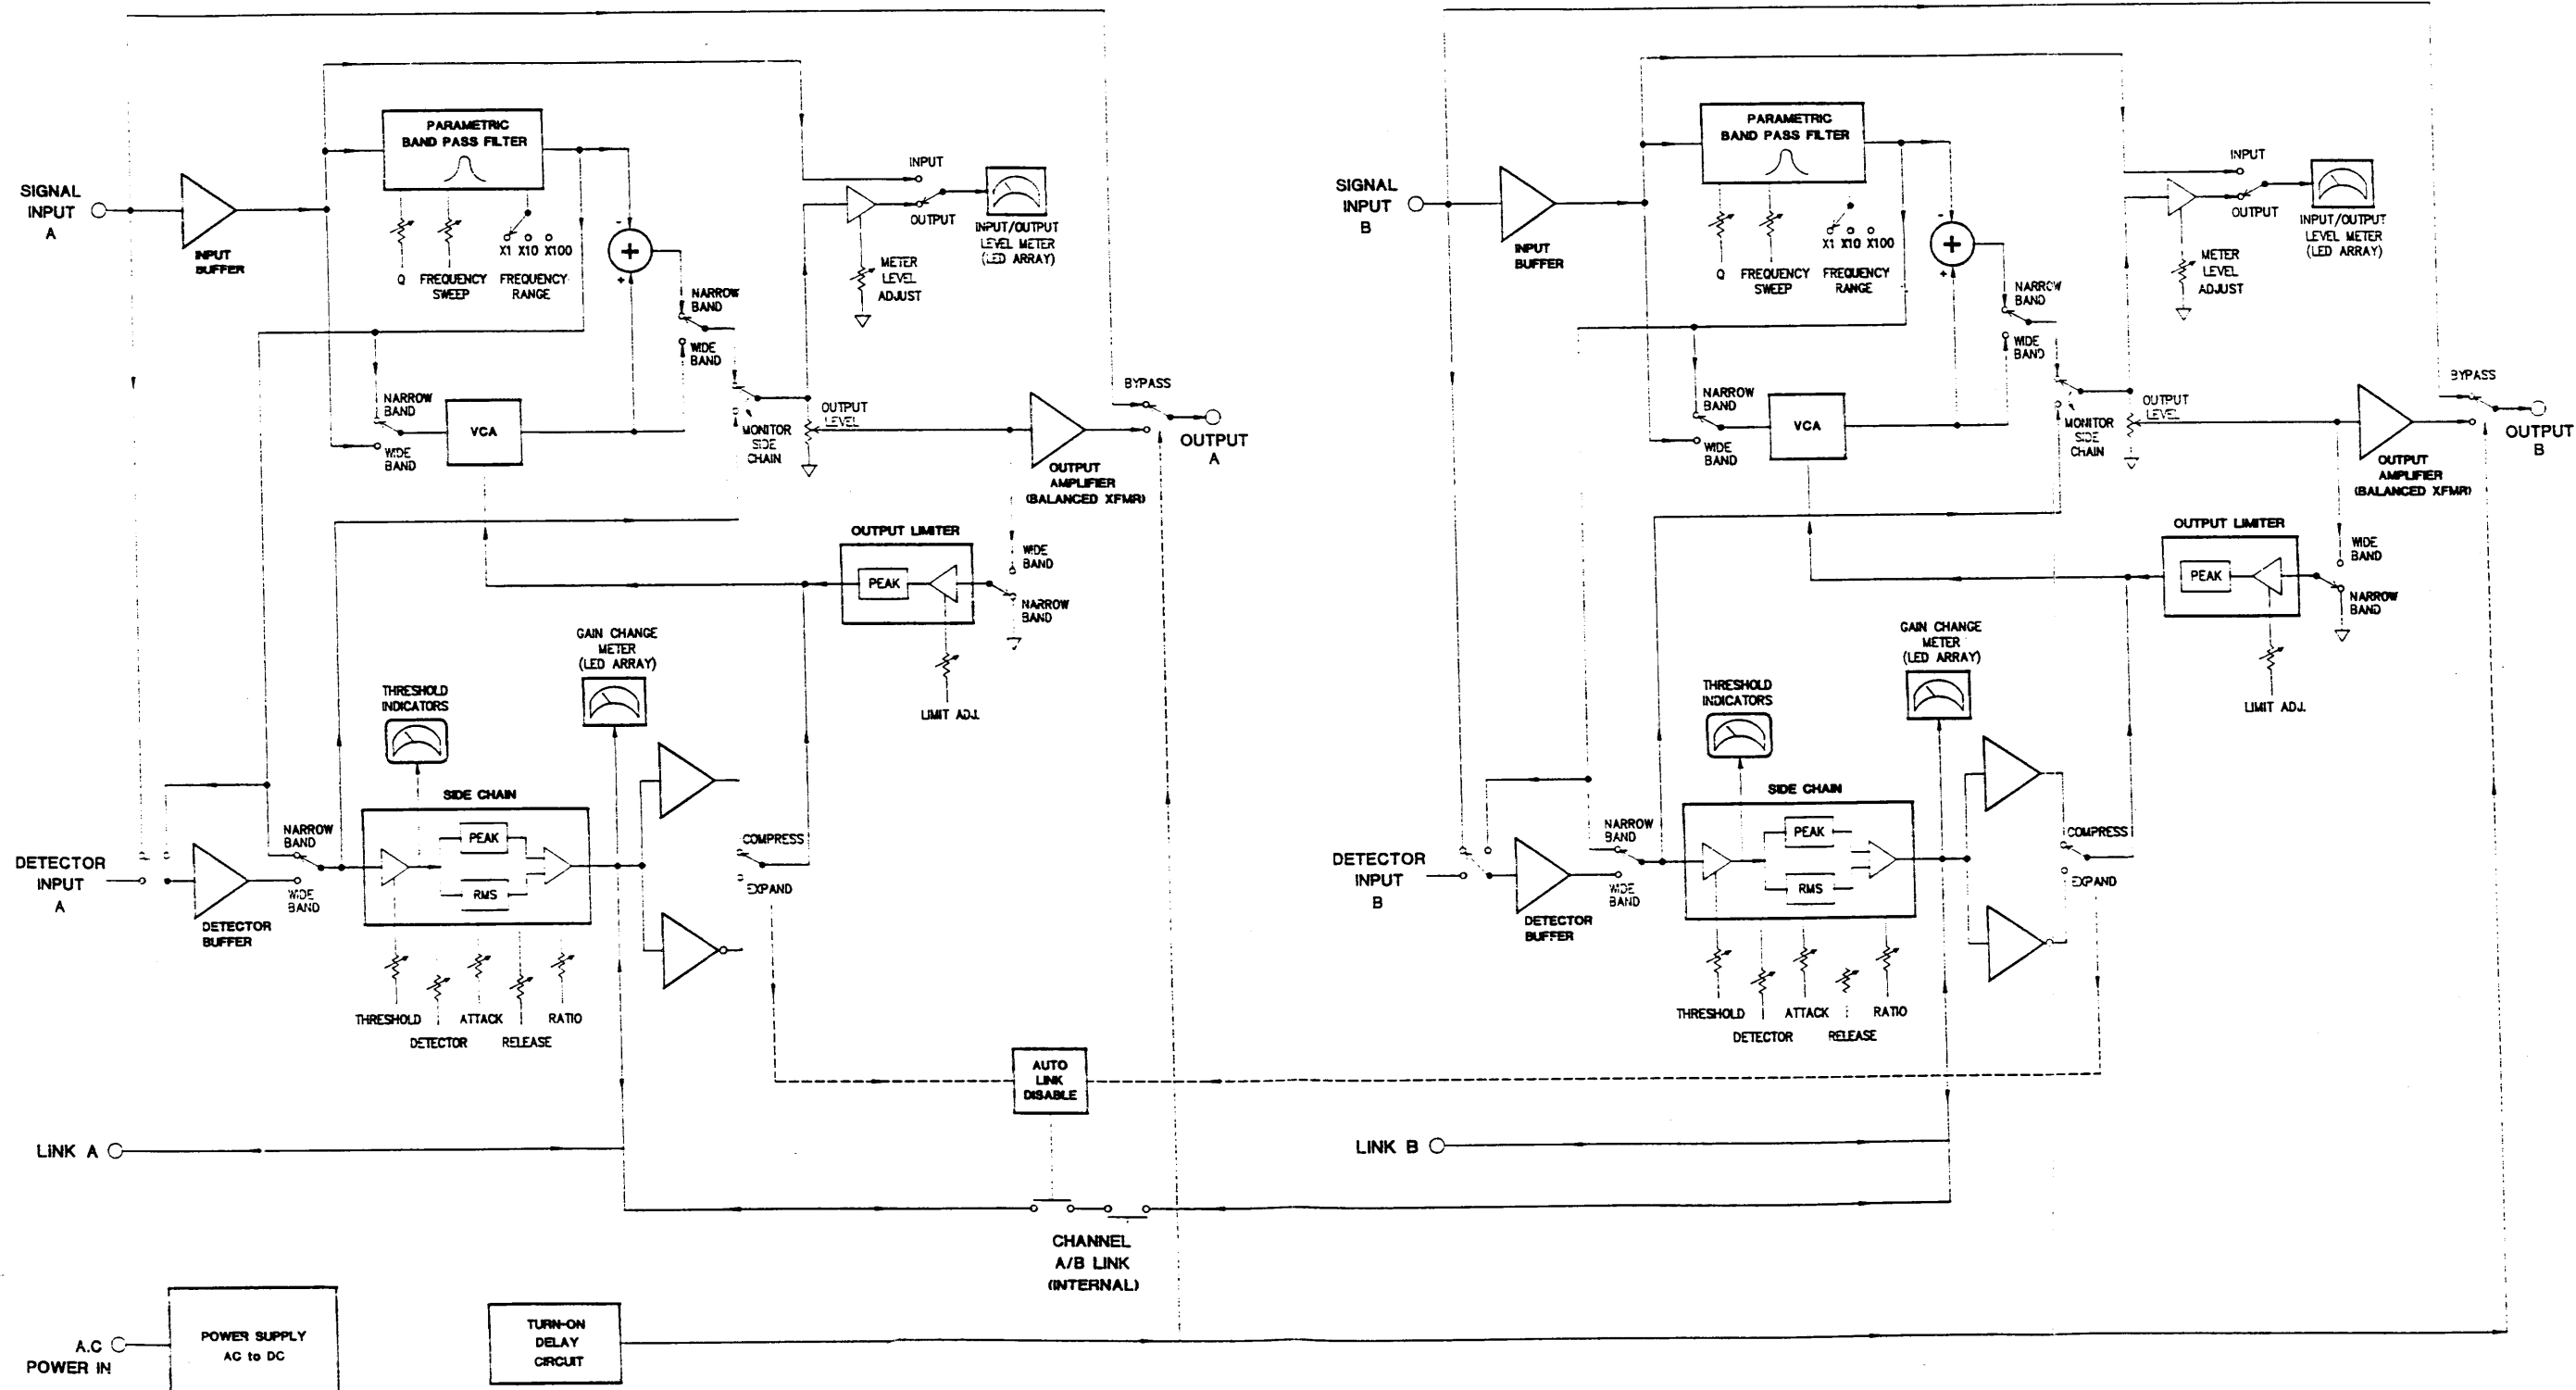 PARAMETRIC
BAND PASS FILTER
SIGNAL
INPUT
A
INPUT
BUFFER
Q
FREQUENCY
SWEEP
X1 X10 X100
FREQUENCY
RANGE
-
+
+
INPUT
OUTPUT
INPUT/OUTPUT
LEVEL METER
(LED ARRAY)
METER
LEVEL
ADJUST
NARROW
BAND
WIDE
BAND
NARROW
BAND
WIDE
BAND
VCA
MONITOR
SIDE
CHAIN
OUTPUT
LEVEL
BYPASS
OUTPUT
A
OUTPUT
AMPLIFIER
(BALANCED XFMR)
OUTPUT LIMITER
PEAK
WIDE
BAND
NARROW
BAND
LIMIT ADJ.
GAIN CHANGE
METER
(LED ARRAY)
THRESHOLD
INDICATORS
SIDE CHAIN
PEAK
RMS
NARROW
BAND
WIDE
BAND
DETECTOR
INPUT
A
DETECTOR
BUFFER
COMPRESS
EXPAND
THRESHOLD
ATTACK
RATIO
DETECTOR
RELEASE
AUTO
LINK
DISABLE
LINK A
CHANNEL
A/B LINK
(INTERNAL)
A.C
POWER IN
POWER SUPPLY
AC to DC
TURN-ON
DELAY
CIRCUIT
PARAMETRIC
BAND PASS FILTER
SIGNAL
INPUT
B
INPUT
BUFFER
Q
FREQUENCY
SWEEP
X1 X10 X100
FREQUENCY
RANGE
-
+
+
INPUT
OUTPUT
INPUT/OUTPUT
LEVEL METER
(LED ARRAY)
METER
LEVEL
ADJUST
NARROW
BAND
WIDE
BAND
NARROW
BAND
WIDE
BAND
VCA
MONITOR
SIDE
CHAIN
OUTPUT
LEVEL
BYPASS
OUTPUT
B
OUTPUT
AMPLIFIER
(BALANCED XFMR)
OUTPUT LIMITER
PEAK
WIDE
BAND
NARROW
BAND
LIMIT ADJ.
GAIN CHANGE
METER
(LED ARRAY)
THRESHOLD
INDICATORS
SIDE CHAIN
PEAK
RMS
NARROW
BAND
WIDE
BAND
DETECTOR
INPUT
B
DETECTOR
BUFFER
COMPRESS
EXPAND
THRESHOLD
ATTACK
RATIO
DETECTOR
RELEASE
LINK B